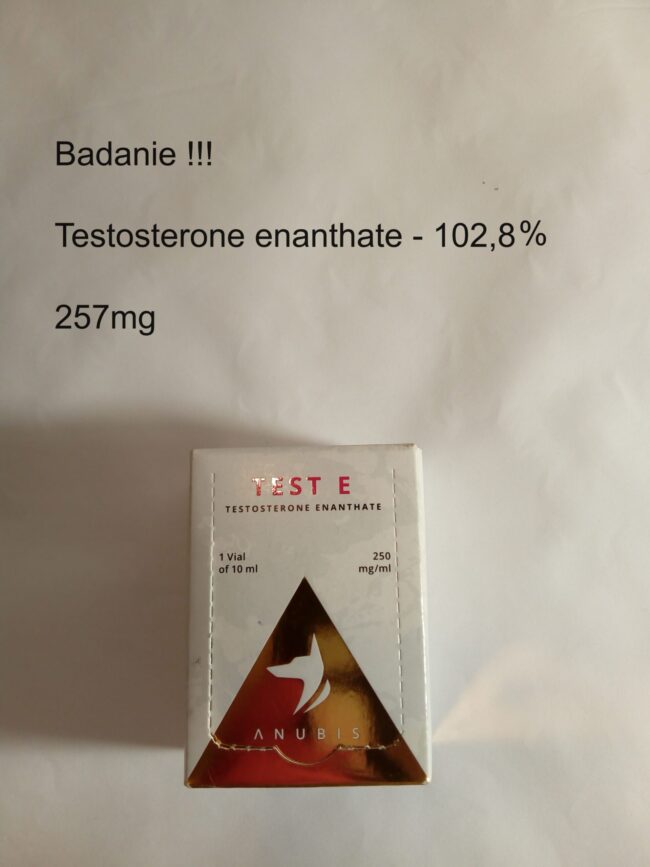 Badanie !!!
Testosterone enanthate - 102,8%
257mg
TEST E
TESTOSTERONE ENANTHATE
1 Vial
of 10 ml
250
mg/ml
ANUBIS